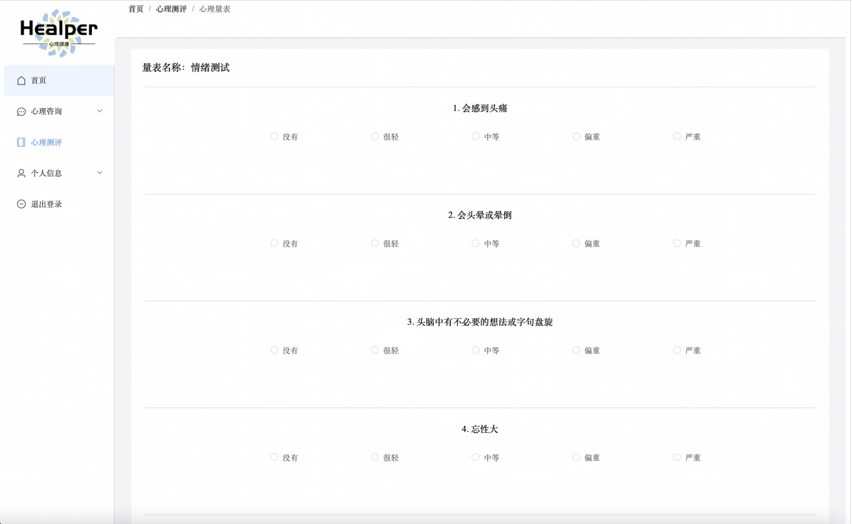 Healper
心理健康
首页
心理咨询
心理测评
个人信息
退出登录
首页 / 心理测评 / 心理量表
量表名称：情绪测试
1. 会感到头痛
没有 很轻 中等 偏重 严重
2. 会头晕或晕倒
没有 很轻 中等 偏重 严重
3. 头脑中有不必要的想法或字句盘旋
没有 很轻 中等 偏重 严重
4. 忘性大
没有 很轻 中等 偏重 严重